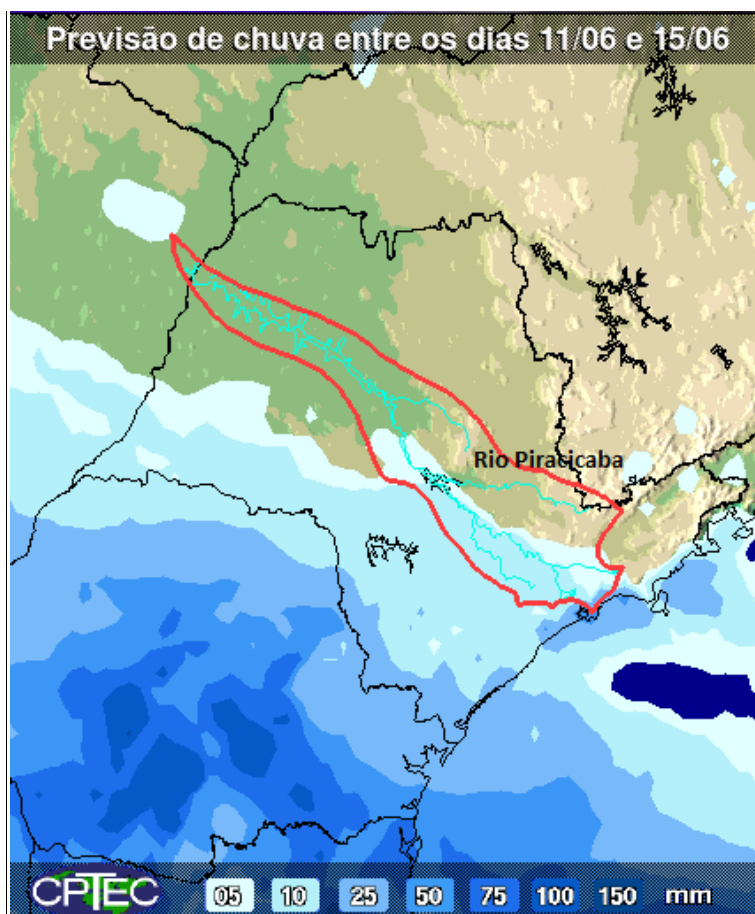 Previsão de chuva entre os dias 11/06 e 15/06
Rio Piracicaba
CPTEC 05 10 25 50 75 100 150 mm